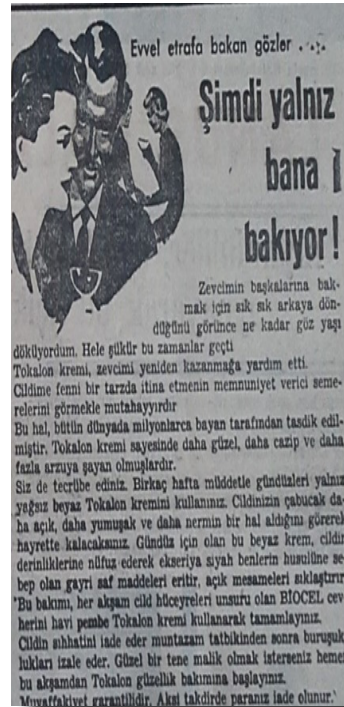 Evvel etrafa bakan gözler ....
Şimdi yalnız
bana
bakıyor!
Zevcimin başkalarına bak-
mak için sık sık arkaya dön-
düğünü görünce ne kadar göz yaşı
döküyordum. Hele şükür bu zamanlar geçti
Tokalon kremi, zevcimi yeniden kazanmağa yardım etti.
Cildime fenni bir tarzda itina etmenin memnuniyet verici seme-
relerini görmekle mutahayyırdır
Bu hal, bütün dünyada milyonlarca bayan tarafından tasdik edil-
miştir. Tokalon kremi sayesinde daha güzel, daha cazip ve daha
fazla arzuya şayan olmuşlardır.
Siz de tecrübe ediniz. Birkaç hafta müddetle gündüzleri yalnız
yağsız beyaz Tokalon kremini kullanınız. Cildinizin çabucak da-
ha açık, daha yumuşak ve daha nermin bir hal aldığını görerek
hayrette kalacaksınız. Gündüz için olan bu beyaz krem, cildin
derinliklerine nüfuz ederek ekseriya siyah benlerin husulüne se-
bep olan gayri saf maddeleri eritir, açık mesameleri sıklaştırır
Bu bakımı, her akşam cild hüceyreleri unsuru olan BİOCEL cev
herini havi pembe Tokalon kremi kullanarak tamamlayınız.
Cildin sıhhatini iade eder muntazam tatbikinden sonra buruşuk
lukları izale eder. Güzel bir tene malik olmak isterseniz hemen
bu akşamdan Tokalon güzellik bakımına başlayınız.
Muvaffakiyet garantilidir. Aksi takdirde paranız iade olunur.